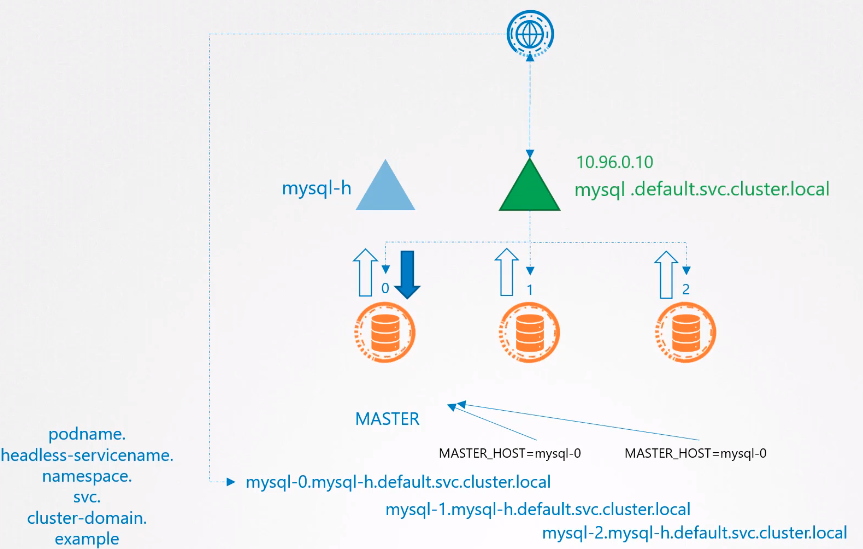 10.96.0.10
mysql-h
mysql .default.svc.cluster.local
0
1
2
MASTER
podname.
headless-servicename.
namespace.
svc.
cluster-domain.
example
MASTER_HOST=mysql-0
MASTER_HOST=mysql-0
mysql-0.mysql-h.default.svc.cluster.local
mysql-1.mysql-h.default.svc.cluster.local
mysql-2.mysql-h.default.svc.cluster.local